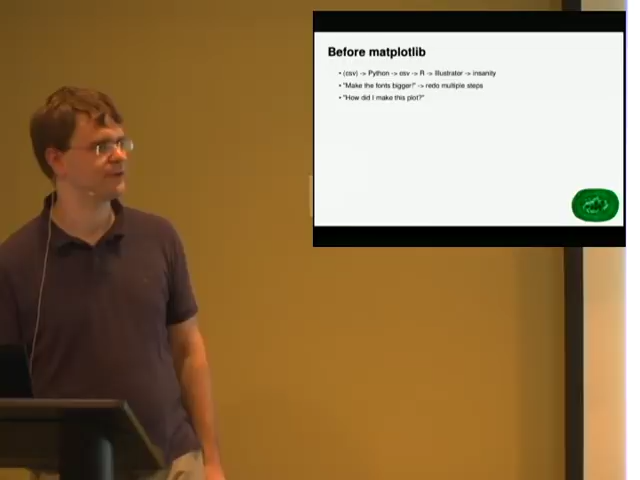 Before matplotlib
• (csv) -> Python -> csv -> R -> Illustrator -> insanity
• "Make the fonts bigger!" -> redo multiple steps
• "How did I make this plot?"